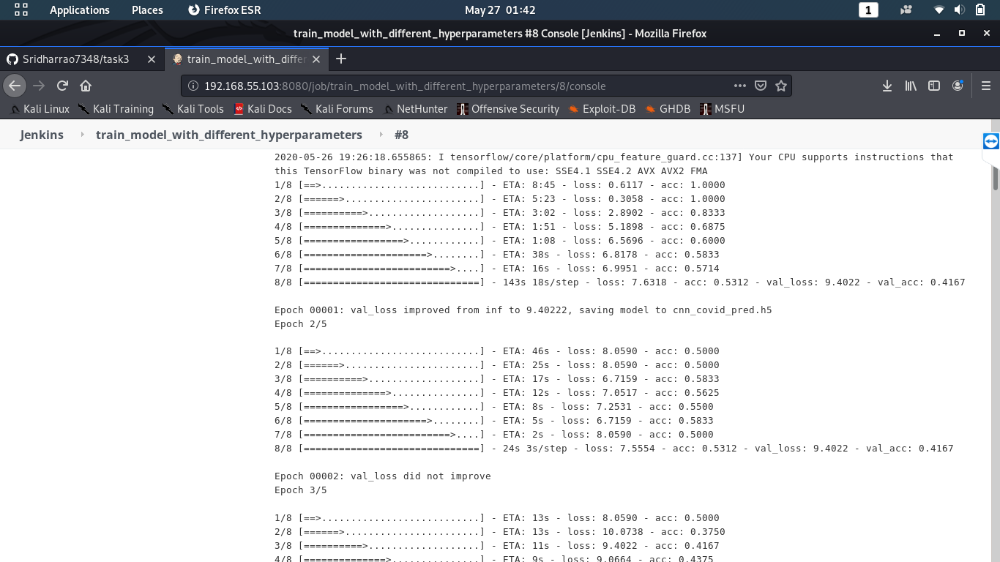 Applications Places Firefox ESR May 27 01:42 1
train_model_with_different_hyperparameters #8 Console [Jenkins] - Mozilla Firefox
Sridharrao7348/task3 train_model_with_differ
192.168.55.103:8080/job/train_model_with_different_hyperparameters/8/console
Kali Linux Kali Training Kali Tools Kali Docs Kali Forums NetHunter Offensive Security Exploit-DB GHDB MSFU
Jenkins train_model_with_different_hyperparameters #8
2020-05-26 19:26:18.655865: I tensorflow/core/platform/cpu_feature_guard.cc:137] Your CPU supports instructions that
this TensorFlow binary was not compiled to use: SSE4.1 SSE4.2 AVX AVX2 FMA
1/8 [==>...........................] - ETA: 8:45 - loss: 0.6117 - acc: 1.0000
2/8 [======>.......................] - ETA: 5:23 - loss: 0.3058 - acc: 1.0000
3/8 [==========>...................] - ETA: 3:02 - loss: 2.8902 - acc: 0.8333
4/8 [==============>...............] - ETA: 1:51 - loss: 5.1898 - acc: 0.6875
5/8 [=================>............] - ETA: 1:08 - loss: 6.5696 - acc: 0.6000
6/8 [=====================>........] - ETA: 38s - loss: 6.8178 - acc: 0.5833
7/8 [=========================>....] - ETA: 16s - loss: 6.9951 - acc: 0.5714
8/8 [==============================] - 143s 18s/step - loss: 7.6318 - acc: 0.5312 - val_loss: 9.4022 - val_acc: 0.4167
Epoch 00001: val_loss improved from inf to 9.40222, saving model to cnn_covid_pred.h5
Epoch 2/5
1/8 [==>...........................] - ETA: 46s - loss: 8.0590 - acc: 0.5000
2/8 [======>.......................] - ETA: 25s - loss: 8.0590 - acc: 0.5000
3/8 [==========>...................] - ETA: 17s - loss: 6.7159 - acc: 0.5833
4/8 [==============>...............] - ETA: 12s - loss: 7.0517 - acc: 0.5625
5/8 [=================>............] - ETA: 8s - loss: 7.2531 - acc: 0.5500
6/8 [=====================>........] - ETA: 5s - loss: 6.7159 - acc: 0.5833
7/8 [=========================>....] - ETA: 2s - loss: 8.0590 - acc: 0.5000
8/8 [==============================] - 24s 3s/step - loss: 7.5554 - acc: 0.5312 - val_loss: 9.4022 - val_acc: 0.4167
Epoch 00002: val_loss did not improve
Epoch 3/5
1/8 [==>...........................] - ETA: 13s - loss: 8.0590 - acc: 0.5000
2/8 [======>.......................] - ETA: 13s - loss: 10.0738 - acc: 0.3750
3/8 [==========>...................] - ETA: 11s - loss: 9.4022 - acc: 0.4167
4/8 [==============>...............] - ETA: 9s - loss: 9.0664 - acc: 0.4375